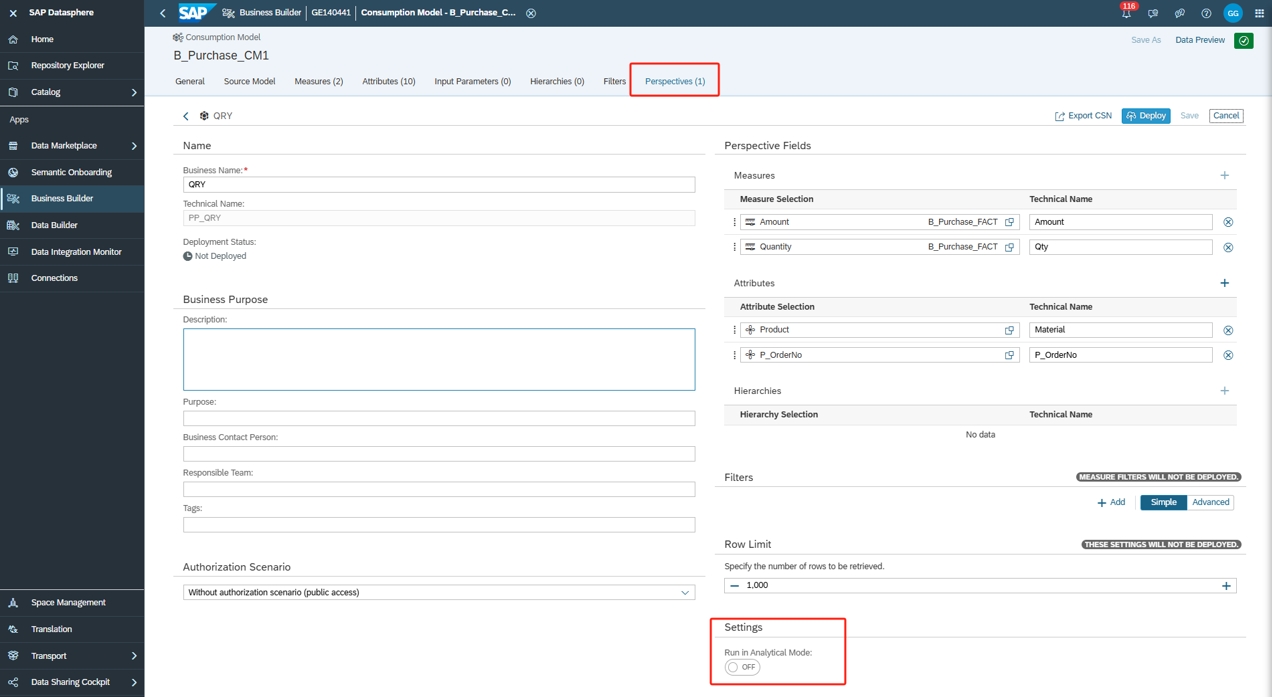 SAP Datasphere
SAP
Business Builder
GE140441
Consumption Model - B_Purchase_C...
116
GG
Home
Repository Explorer
Catalog
Apps
Data Marketplace
Semantic Onboarding
Business Builder
Data Builder
Data Integration Monitor
Connections
Space Management
Translation
Transport
Data Sharing Cockpit
Consumption Model
B_Purchase_CM1
Save As
Data Preview
General
Source Model
Measures (2)
Attributes (10)
Input Parameters (0)
Hierarchies (0)
Filters
Perspectives (1)
QRY
Export CSN
Deploy
Save
Cancel
Name
Business Name:*
QRY
Technical Name:
PP_QRY
Deployment Status:
Not Deployed
Business Purpose
Description:
Purpose:
Business Contact Person:
Responsible Team:
Tags:
Authorization Scenario
Without authorization scenario (public access)
Perspective Fields
Measures
Measure Selection Technical Name
Amount B_Purchase_FACT Amount
Quantity B_Purchase_FACT Qty
Attributes
Attribute Selection Technical Name
Product Material
P_OrderNo P_OrderNo
Hierarchies
Hierarchy Selection Technical Name
No data
Filters MEASURE FILTERS WILL NOT BE DEPLOYED.
Add Simple Advanced
Row Limit THESE SETTINGS WILL NOT BE DEPLOYED.
Specify the number of rows to be retrieved.
1,000
Settings
Run in Analytical Mode:
OFF